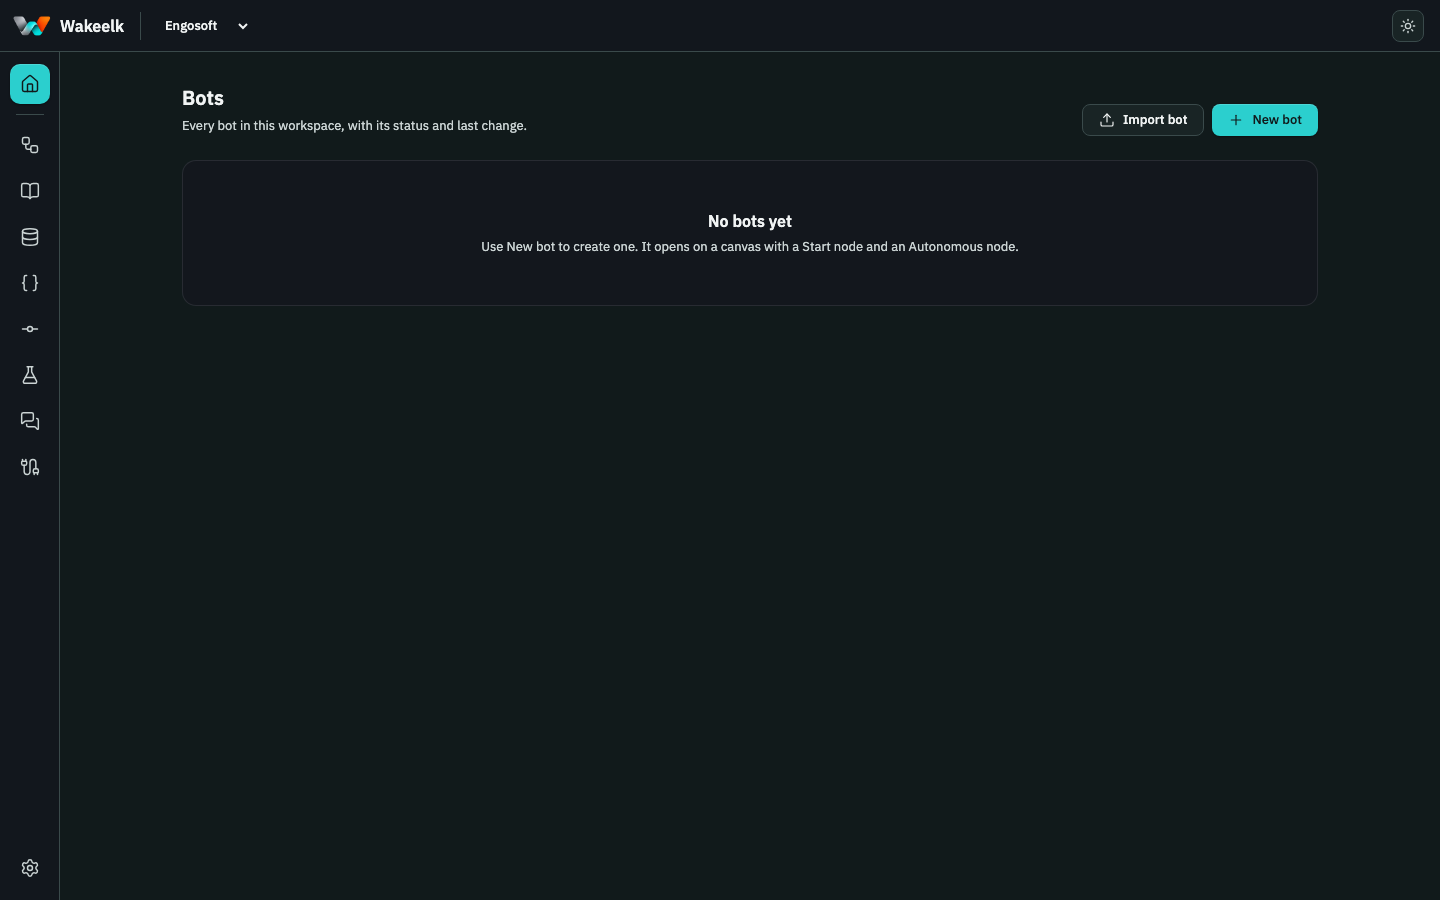 Wakeelk
Engosoft
Bots
Every bot in this workspace, with its status and last change.
Import bot
New bot
No bots yet
Use New bot to create one. It opens on a canvas with a Start node and an Autonomous node.